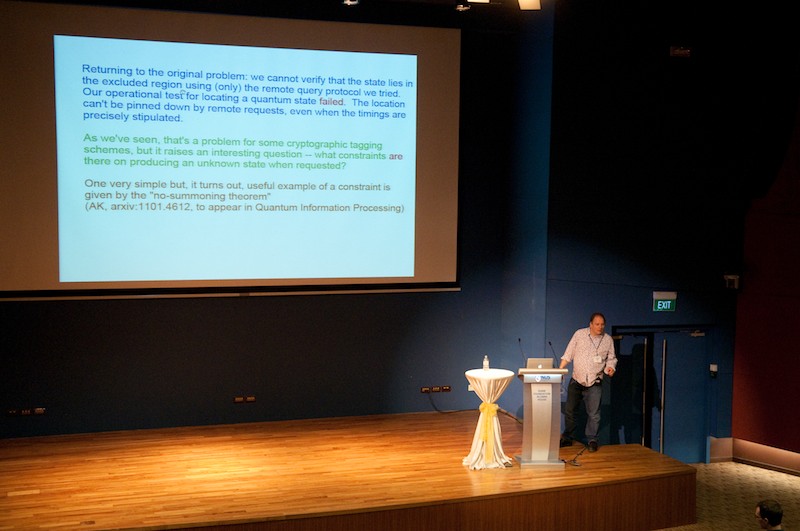 Returning to the original problem: we cannot verify that the state lies in
the excluded region using (only) the remote query protocol we tried.
Our operational test for locating a quantum state failed. The location
can't be pinned down by remote requests, even when the timings are
precisely stipulated.
As we've seen, that's a problem for some cryptographic tagging
schemes, but it raises an interesting question -- what constraints are
there on producing an unknown state when requested?
One very simple but, it turns out, useful example of a constraint is
given by the "no-summoning theorem"
(AK, arxiv:1101.4612, to appear in Quantum Information Processing)
EXIT